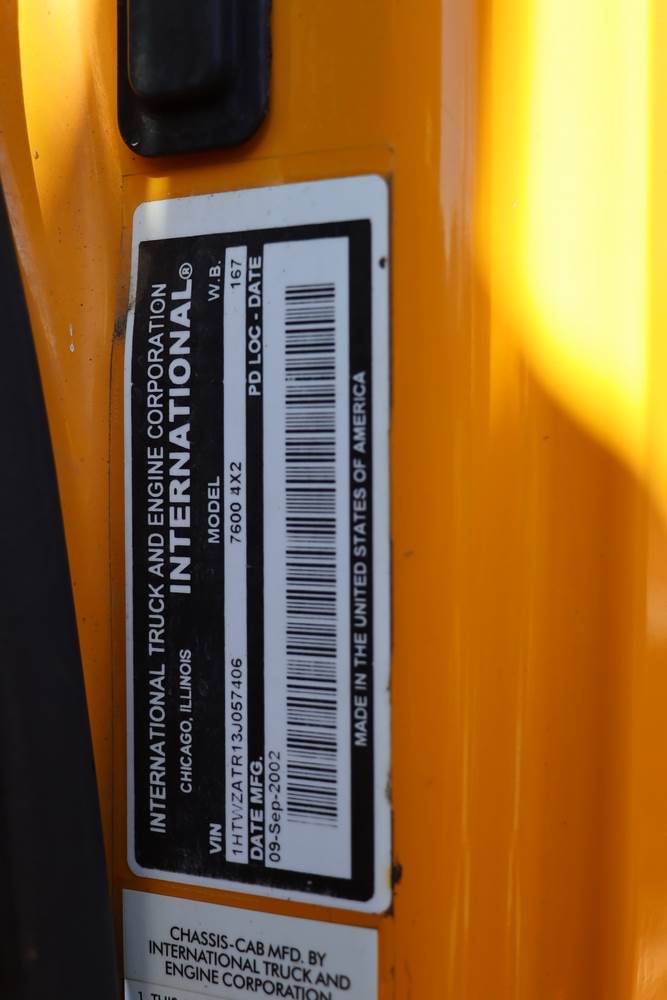 INTERNATIONAL TRUCK AND ENGINE CORPORATION
CHICAGO, ILLINOIS INTERNATIONAL®
VIN MODEL W.B.
1HTWZATR13J057406 7600 4X2 167
DATE MFG. PD LOC - DATE
09-Sep-2002
MADE IN THE UNITED STATES OF AMERICA
CHASSIS-CAB MFD. BY
INTERNATIONAL TRUCK AND
ENGINE CORPORATION